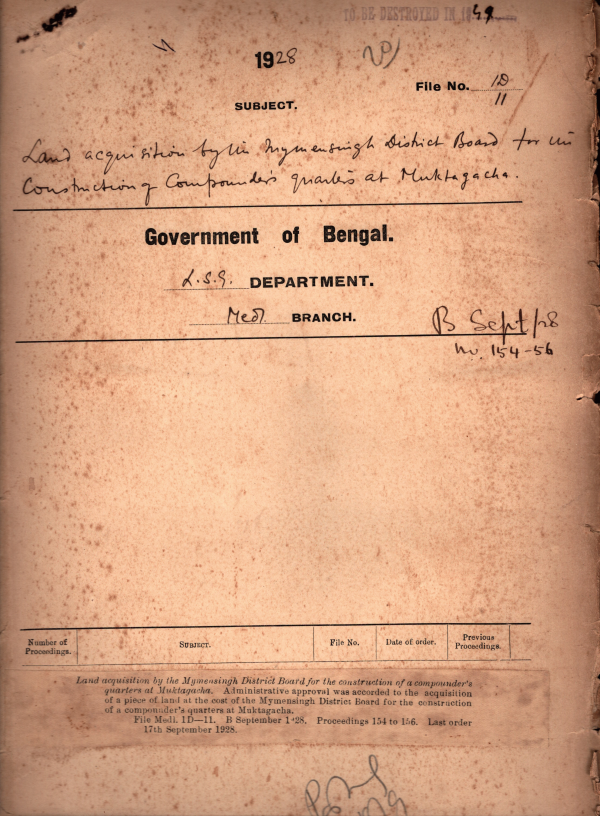 TO BE DESTROYED IN 1949
1928
File No. 1D
11
SUBJECT.
Land acquisition by the Mymensingh District Board for the
Construction of Compounder's quarters at Muktagacha.
Government of Bengal.
L.S.G. DEPARTMENT.
Medl. BRANCH.
B Sept/28
No. 154-56
Number of Proceedings. SUBJECT. File No. Date of order. Previous Proceedings.
Land acquisition by the Mymensingh District Board for the construction of a compounder's
quarters at Muktagacha. Administrative approval was accorded to the acquisition
of a piece of land at the cost of the Mymensingh District Board for the construction
of a compounder's quarters at Muktagacha.
File Medl. 1D—11. B September 1928. Proceedings 154 to 156. Last order
17th September 1928.